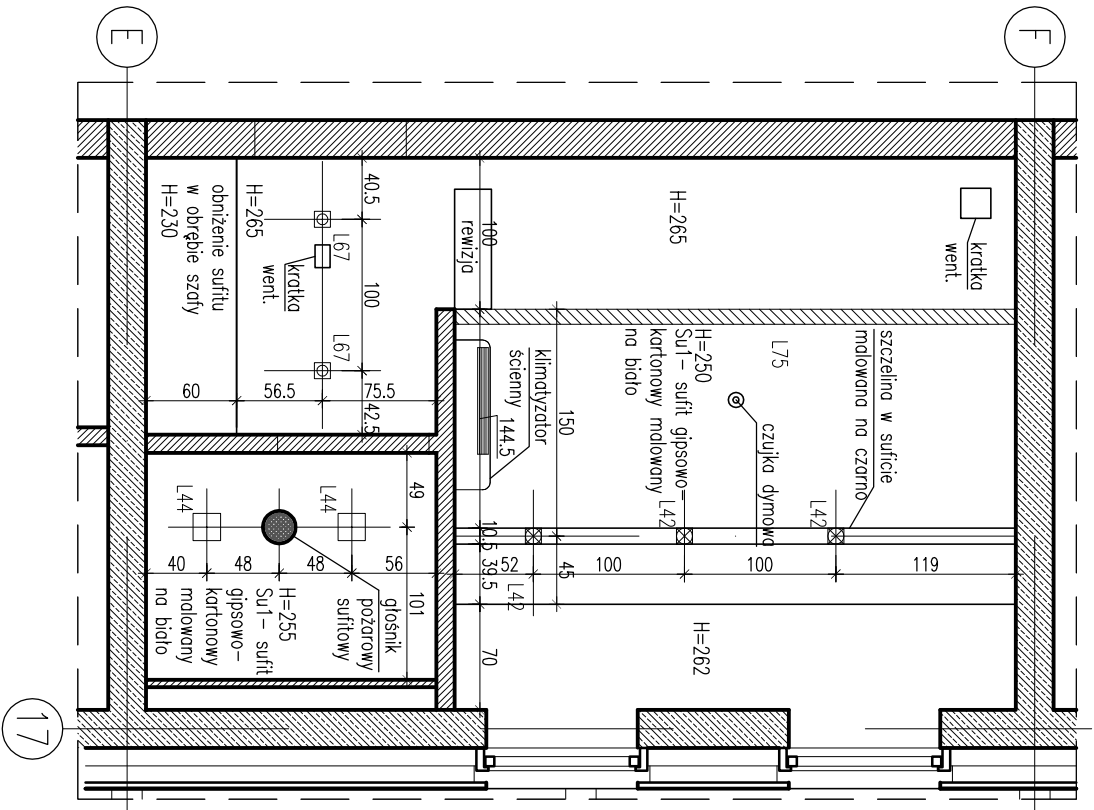 E
F
17
kratka
went.
H=265
100
rewizja
40.5
100
L67
kratka
went.
L67
H=265
obniżenie sufitu
w obrębie szafy
H=230
60
56.5
75.5
42.5
szczelina w suficie
malowana na czarno
L75
czujka dymowa
H=250
Su1- sufit gipsowo-
kartonowy malowany
na biało
klimatyzator
ścienny
144.5
150
L42
L42
L42
10.5
39.5
45
52
100
100
119
H=262
70
49
101
L44
L44
40
48
48
56
głośnik
pożarowy
sufitowy
H=255
Su1- sufit
gipsowo-
kartonowy
malowany
na biało